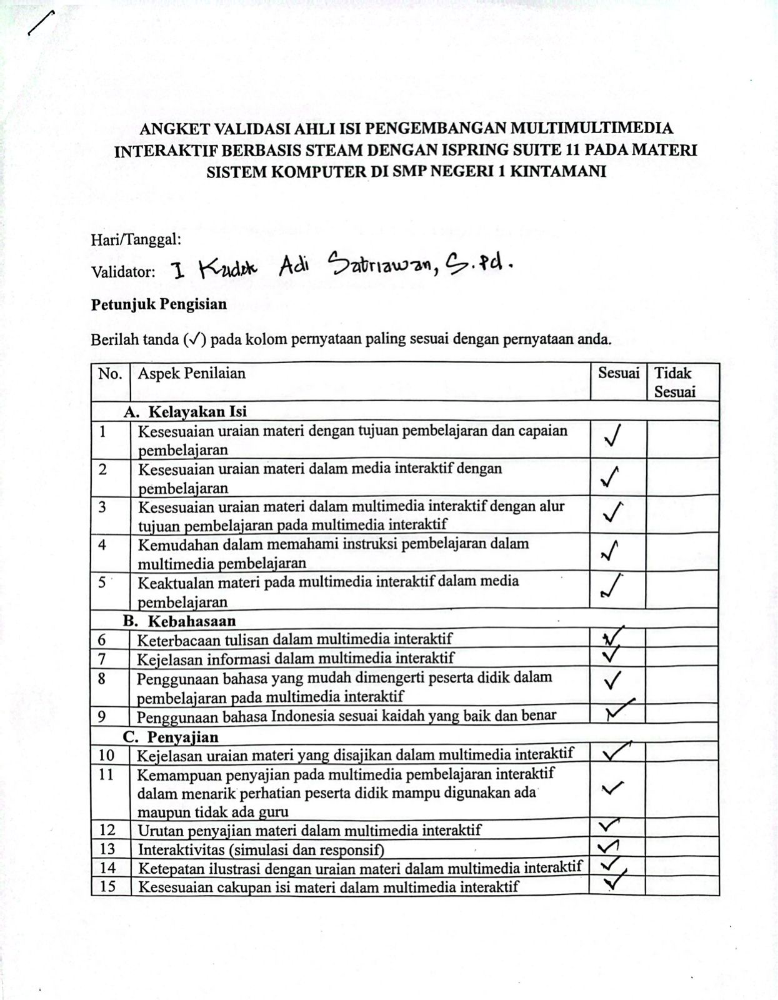 ANGKET VALIDASI AHLI ISI PENGEMBANGAN MULTIMULTIMEDIA
INTERAKTIF BERBASIS STEAM DENGAN ISPRING SUITE 11 PADA MATERI
SISTEM KOMPUTER DI SMP NEGERI 1 KINTAMANI
Hari/Tanggal:
Validator: I Kadek Adi Satriawan, S.Pd.
Petunjuk Pengisian
Berilah tanda (✓) pada kolom pernyataan paling sesuai dengan pernyataan anda.
No. Aspek Penilaian Sesuai Tidak
Sesuai
A. Kelayakan Isi
1 Kesesuaian uraian materi dengan tujuan pembelajaran dan capaian ✓
pembelajaran
2 Kesesuaian uraian materi dalam media interaktif dengan ✓
pembelajaran
3 Kesesuaian uraian materi dalam multimedia interaktif dengan alur ✓
tujuan pembelajaran pada multimedia interaktif
4 Kemudahan dalam memahami instruksi pembelajaran dalam ✓
multimedia pembelajaran
5 Keaktualan materi pada multimedia interaktif dalam media ✓
pembelajaran
B. Kebahasaan
6 Keterbacaan tulisan dalam multimedia interaktif ✓
7 Kejelasan informasi dalam multimedia interaktif ✓
8 Penggunaan bahasa yang mudah dimengerti peserta didik dalam ✓
pembelajaran pada multimedia interaktif
9 Penggunaan bahasa Indonesia sesuai kaidah yang baik dan benar ✓
C. Penyajian
10 Kejelasan uraian materi yang disajikan dalam multimedia interaktif ✓
11 Kemampuan penyajian pada multimedia pembelajaran interaktif
dalam menarik perhatian peserta didik mampu digunakan ada ✓
maupun tidak ada guru
12 Urutan penyajian materi dalam multimedia interaktif ✓
13 Interaktivitas (simulasi dan responsif) ✓
14 Ketepatan ilustrasi dengan uraian materi dalam multimedia interaktif ✓
15 Kesesuaian cakupan isi materi dalam multimedia interaktif ✓